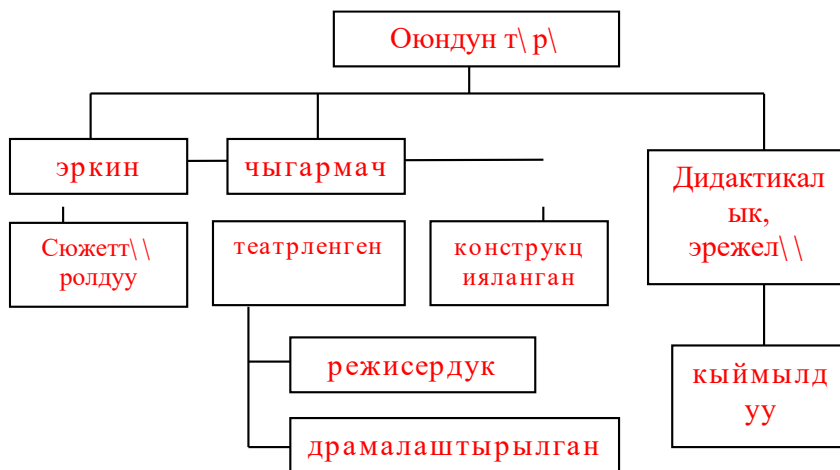 Оюндун т\ р\
эркин
чыгармач
Дидактикал
ык,
эрежел\ \
Сюжетт\ \
ролдуу
театрленген
конструкц
ияланган
режисердук
кыймылд
уу
драмалаштырылган